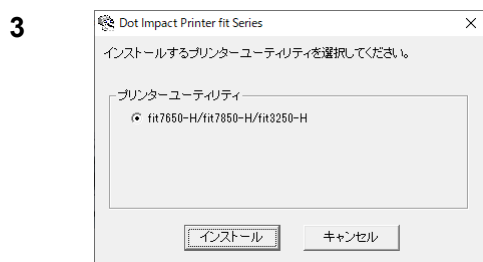 3
Dot Impact Printer fit Series
インストールするプリンターユーティリティを選択してください。
プリンターユーティリティ
fit7650-H/fit7850-H/fit3250-H
インストール
キャンセル